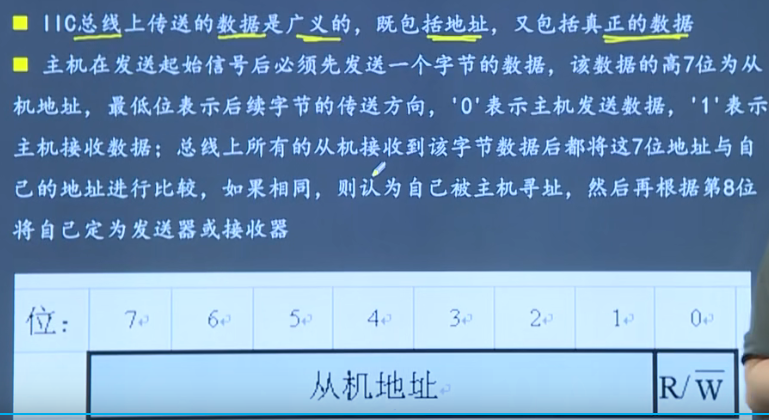 IIC总线上传送的数据是广义的，既包括地址，又包括真正的数据
主机在发送起始信号后必须先发送一个字节的数据，该数据的高7位为从
机地址，最低位表示后续字节的传送方向，'0'表示主机发送数据，'1'表示
主机接收数据；总线上所有的从机接收到该字节数据后都将这7位地址与自
己的地址进行比较，如果相同，则认为自己被主机寻址，然后再根据第8位
将自己定为发送器或接收器
位： 7 6 5 4 3 2 1 0
从机地址 R/W̅